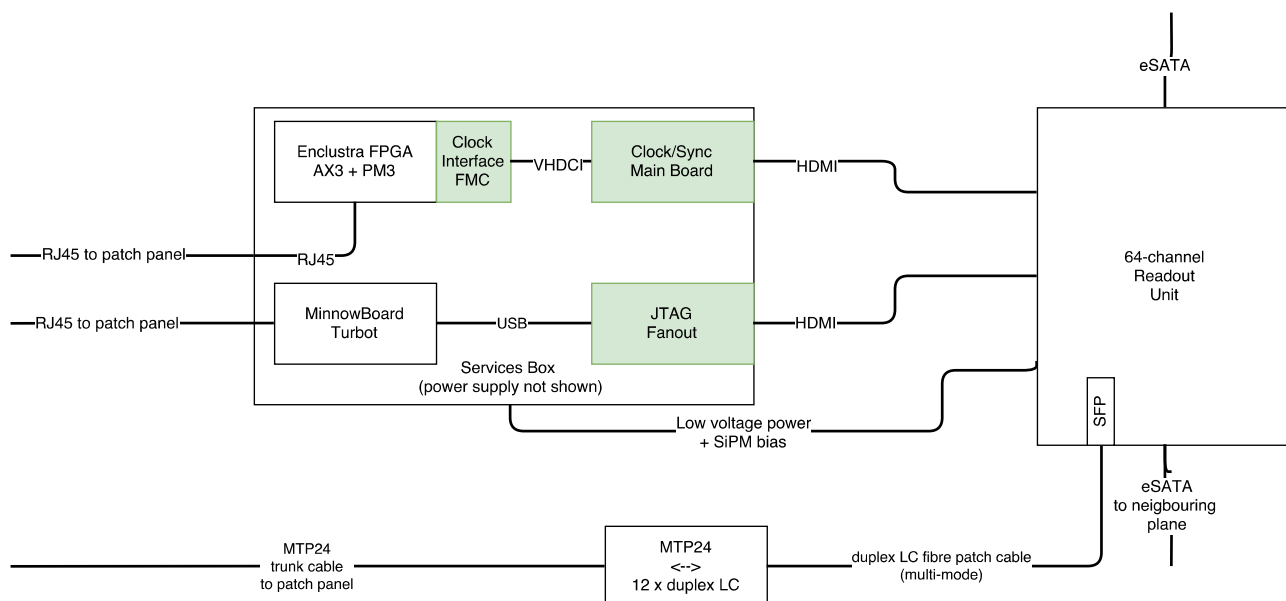 eSATA
Enclustra FPGA
AX3 + PM3
Clock
Interface
FMC
VHDCI
Clock/Sync
Main Board
HDMI
64-channel
Readout
Unit
RJ45 to patch panel
RJ45
RJ45 to patch panel
MinnowBoard
Turbot
USB
JTAG
Fanout
HDMI
Services Box
(power supply not shown)
Low voltage power
+ SiPM bias
SFP
eSATA
to neigbouring
plane
MTP24
trunk cable
to patch panel
MTP24
<-->
12 x duplex LC
duplex LC fibre patch cable
(multi-mode)